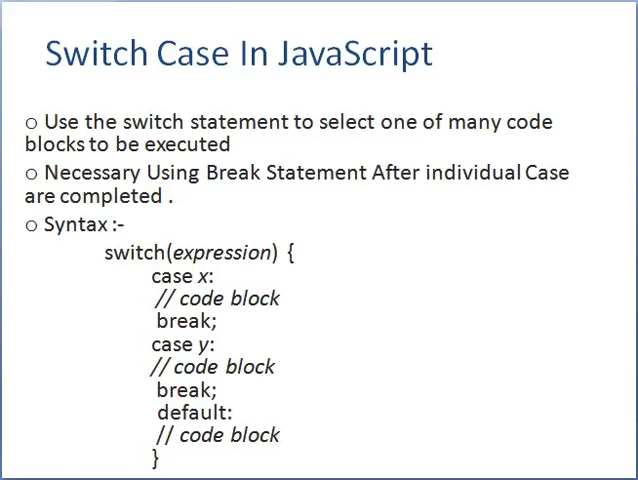 Switch Case In JavaScript
o Use the switch statement to select one of many code
blocks to be executed
o Necessary Using Break Statement After individual Case
are completed .
o Syntax :-
switch(expression) {
case x:
// code block
break;
case y:
// code block
break;
default:
// code block
}